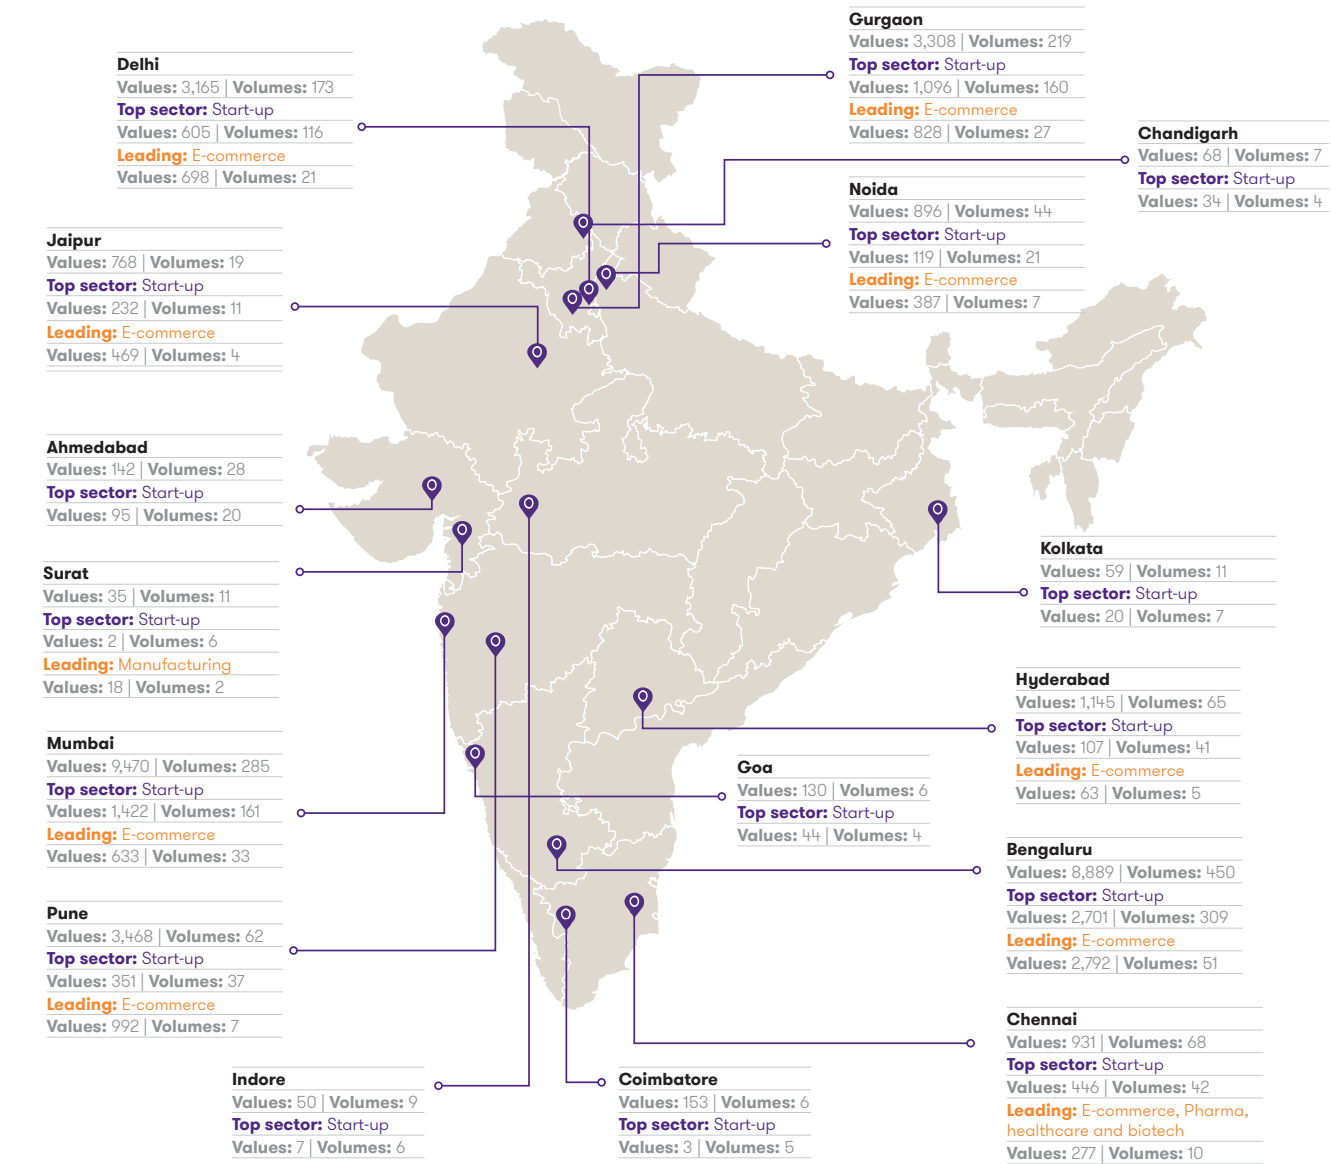 Delhi
Values: 3,165 | Volumes: 173
Top sector: Start-up
Values: 605 | Volumes: 116
Leading: E-commerce
Values: 698 | Volumes: 21
Jaipur
Values: 768 | Volumes: 19
Top sector: Start-up
Values: 232 | Volumes: 11
Leading: E-commerce
Values: 469 | Volumes: 4
Ahmedabad
Values: 142 | Volumes: 28
Top sector: Start-up
Values: 95 | Volumes: 20
Surat
Values: 35 | Volumes: 11
Top sector: Start-up
Values: 2 | Volumes: 6
Leading: Manufacturing
Values: 18 | Volumes: 2
Mumbai
Values: 9,470 | Volumes: 285
Top sector: Start-up
Values: 1,422 | Volumes: 161
Leading: E-commerce
Values: 633 | Volumes: 33
Pune
Values: 3,468 | Volumes: 62
Top sector: Start-up
Values: 351 | Volumes: 37
Leading: E-commerce
Values: 992 | Volumes: 7
Indore
Values: 50 | Volumes: 9
Top sector: Start-up
Values: 7 | Volumes: 6
Coimbatore
Values: 153 | Volumes: 6
Top sector: Start-up
Values: 3 | Volumes: 5
Gurgaon
Values: 3,308 | Volumes: 219
Top sector: Start-up
Values: 1,096 | Volumes: 160
Leading: E-commerce
Values: 828 | Volumes: 27
Chandigarh
Values: 68 | Volumes: 7
Top sector: Start-up
Values: 34 | Volumes: 4
Noida
Values: 896 | Volumes: 44
Top sector: Start-up
Values: 119 | Volumes: 21
Leading: E-commerce
Values: 387 | Volumes: 7
Kolkata
Values: 59 | Volumes: 11
Top sector: Start-up
Values: 20 | Volumes: 7
Hyderabad
Values: 1,145 | Volumes: 65
Top sector: Start-up
Values: 107 | Volumes: 41
Leading: E-commerce
Values: 63 | Volumes: 5
Goa
Values: 130 | Volumes: 6
Top sector: Start-up
Values: 44 | Volumes: 4
Bengaluru
Values: 8,889 | Volumes: 450
Top sector: Start-up
Values: 2,701 | Volumes: 309
Leading: E-commerce
Values: 2,792 | Volumes: 51
Chennai
Values: 931 | Volumes: 68
Top sector: Start-up
Values: 446 | Volumes: 42
Leading: E-commerce, Pharma,
healthcare and biotech
Values: 277 | Volumes: 10